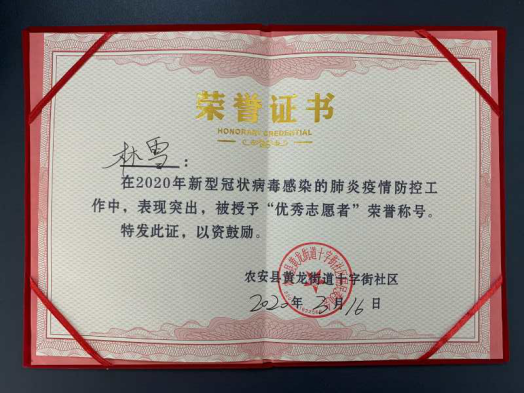 荣誉证书
HONORARY CREDENTIAL
林雪:
在2020年新型冠状病毒感染的肺炎疫情防控工
作中，表现突出，被授予“优秀志愿者”荣誉称号。
特发此证，以资鼓励。
农安县黄龙街道十字街社区
2020年3月16日